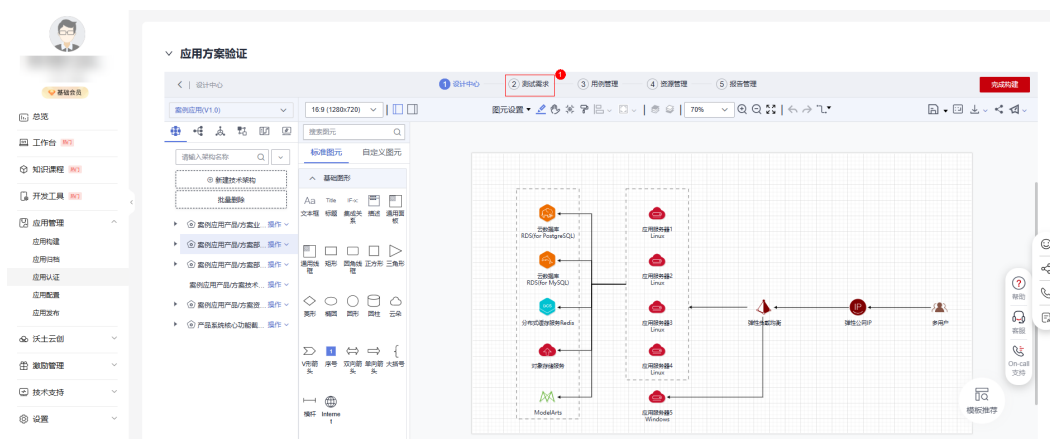 应用方案验证
基础会员
总览
工作台 热门
知识课程 热门
开发工具 热门
应用管理
应用构建
应用归档
应用认证
应用配置
应用发布
沃土云创
激励管理
技术支持
设置
设计中心
1 设计中心
2 测试需求
1
3 用例管理
4 资源管理
5 报告管理
完成构建
案例应用(V1.0)
16:9 (1280x720)
图元设置
70%
请输入架构名称
新建技术架构
批量删除
案例应用产品/方案业... 操作
案例应用产品/方案部... 操作
案例应用产品/方案部... 操作
案例应用产品/方案技术... 操作
案例应用产品/方案资... 操作
产品系统核心功能截... 操作
搜索图元
标准图元 自定义图元
基础图形
Aa Title IF-x:
文本框 标题 集成关系 描述 通用面板
通用线框 矩形 圆角线框 正方形 三角形
菱形 椭圆 圆形 圆柱 云朵
1
V形箭头 序号 双向箭头 单向箭头 大括号
横杆 Internet
云数据库
RDS(for PostgreSQL)
云数据库
RDS(for MySQL)
分布式缓存服务Redis
对象存储服务
ModelArts
应用服务器1
Linux
应用服务器2
Linux
应用服务器3
Linux
应用服务器4
Linux
应用服务器5
Windows
弹性负载均衡
IP
弹性公网IP
多用户
帮助
客服
On-call
支持
模板推荐